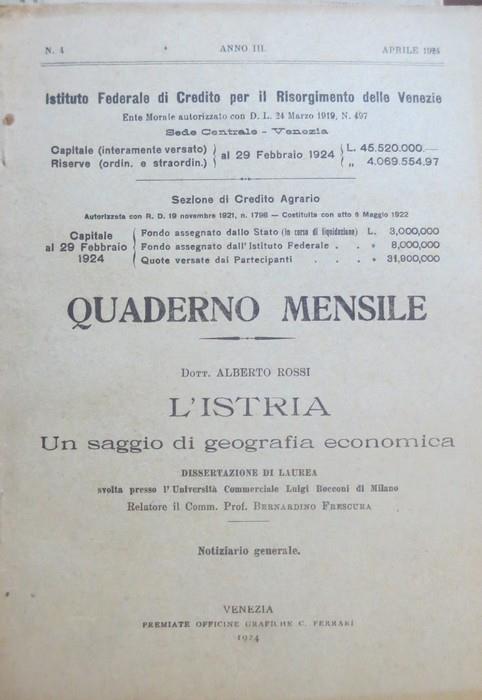 N. 4 ANNO III. APRILE 1924
Istituto Federale di Credito per il Risorgimento delle Venezie
Ente Morale autorizzato con D. L. 24 Marzo 1919, N. 497
Sede Centrale - Venezia
Capitale (interamente versato) } al 29 Febbraio 1924 { L. 45.520.000.—
Riserve (ordin. e straordin.) } { „ 4.069.554.97
Sezione di Credito Agrario
Autorizzata con R. D. 19 novembre 1921, n. 1796 - Costituita con atto 6 Maggio 1922
Capitale { Fondo assegnato dallo Stato (in corso di liquidazione) L. 3,000,000
al 29 Febbraio { Fondo assegnato dall'Istituto Federale . . » 8,000,000
1924 { Quote versate dai Partecipanti . . . » 31,900,000
QUADERNO MENSILE
Dott. ALBERTO ROSSI
L'ISTRIA
Un saggio di geografia economica
DISSERTAZIONE DI LAUREA
svolta presso l'Università Commerciale Luigi Bocconi di Milano
Relatore il Comm. Prof. Bernardino Frescura
Notiziario generale.
VENEZIA
PREMIATE OFFICINE GRAFICHE C. FERRARI
1924